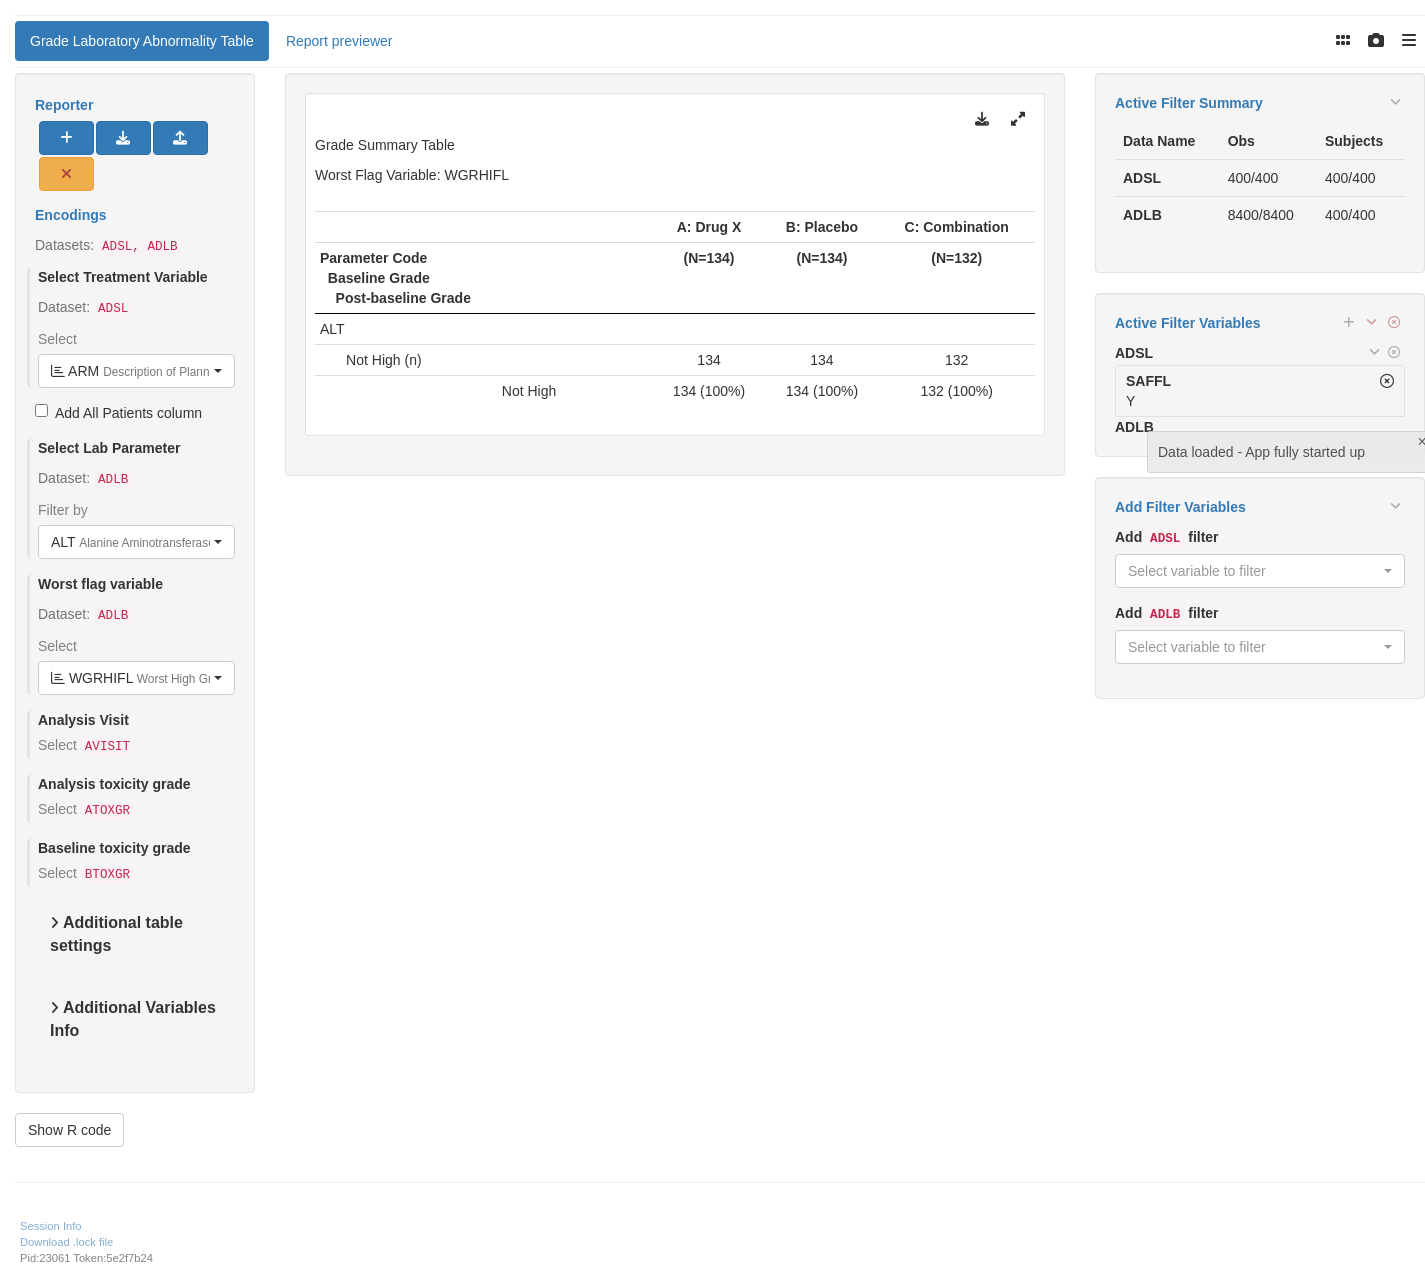 Grade Laboratory Abnormality Table
Report previewer
Reporter
Encodings
Datasets: ADSL, ADLB
Select Treatment Variable
Dataset: ADSL
Select
ARM Description of Plann
Add All Patients column
Select Lab Parameter
Dataset: ADLB
Filter by
ALT Alanine Aminotransferase
Worst flag variable
Dataset: ADLB
Select
WGRHIFL Worst High Gr
Analysis Visit
Select AVISIT
Analysis toxicity grade
Select ATOXGR
Baseline toxicity grade
Select BTOXGR
Additional table
settings
Additional Variables
Info
Show R code
Grade Summary Table
Worst Flag Variable: WGRHIFL
A: Drug X B: Placebo C: Combination
Parameter Code (N=134) (N=134) (N=132)
Baseline Grade
Post-baseline Grade
ALT
Not High (n) 134 134 132
Not High 134 (100%) 134 (100%) 132 (100%)
Active Filter Summary
Data Name Obs Subjects
ADSL 400/400 400/400
ADLB 8400/8400 400/400
Active Filter Variables
ADSL
SAFFL
Y
ADLB
Data loaded - App fully started up
Add Filter Variables
Add ADSL filter
Select variable to filter
Add ADLB filter
Select variable to filter
Session Info
Download .lock file
Pid:23061 Token:5e2f7b24